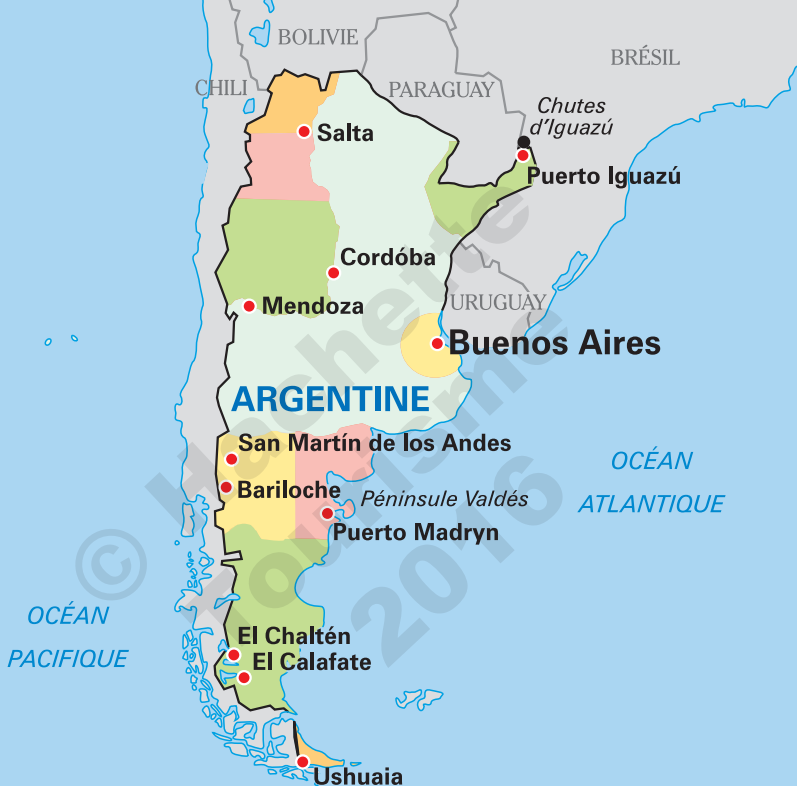 BOLIVIE
BRÉSIL
CHILI
PARAGUAY
Chutes
d'Iguazú
Salta
Puerto Iguazú
Cordóba
Mendoza
URUGUAY
Buenos Aires
ARGENTINE
San Martín de los Andes
OCÉAN
ATLANTIQUE
Bariloche
Péninsule Valdés
Puerto Madryn
OCÉAN
PACIFIQUE
El Chaltén
El Calafate
Ushuaia
© Hachette
Tourisme
2016